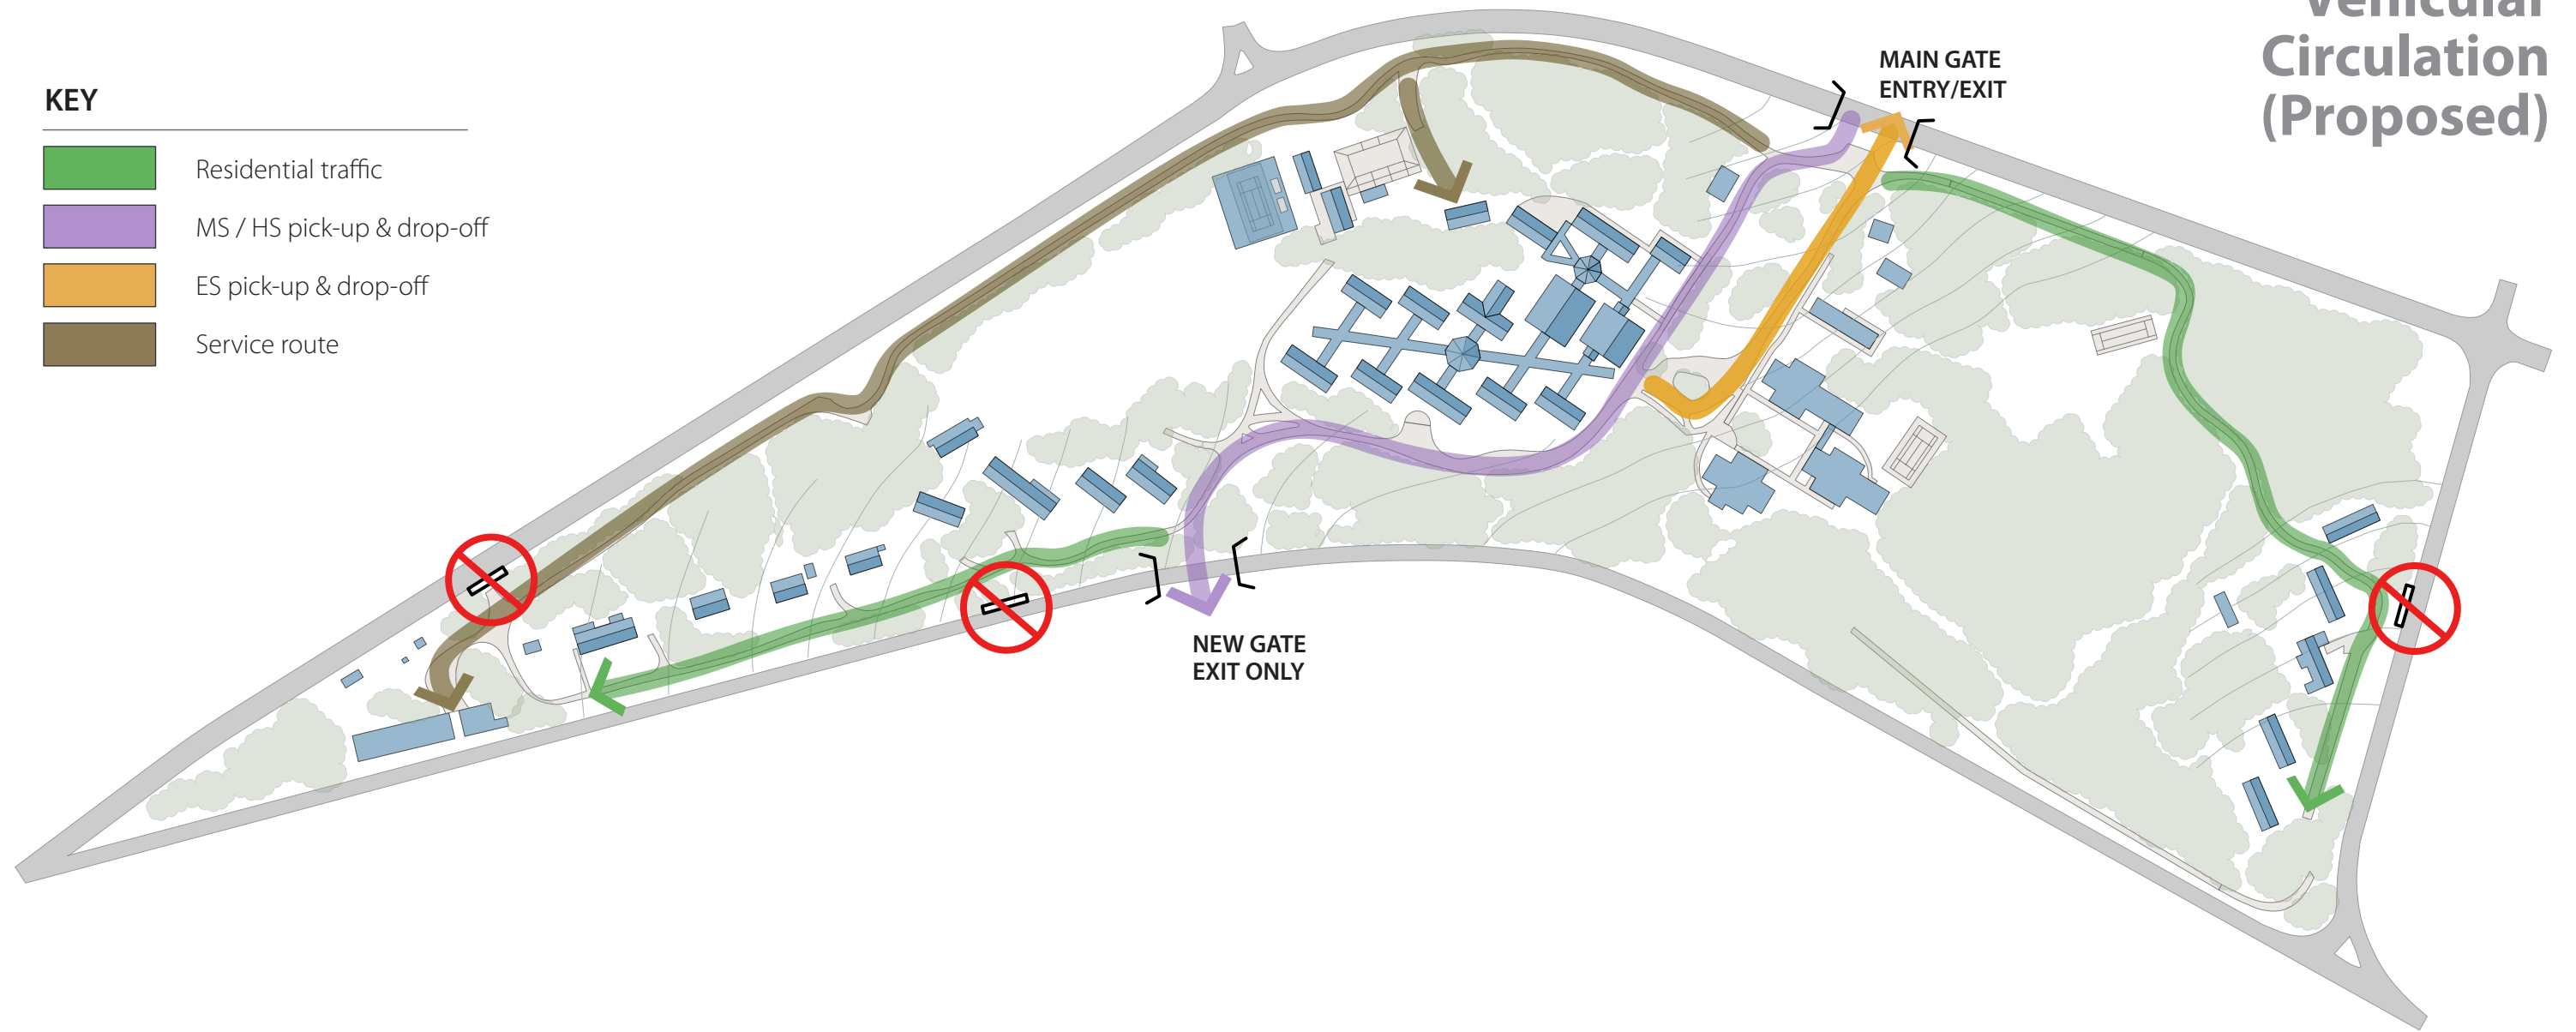 Vehicular
Circulation
(Proposed)
MAIN GATE
ENTRY/EXIT
KEY
Residential traffic
MS / HS pick-up & drop-off
ES pick-up & drop-off
Service route
NEW GATE
EXIT ONLY